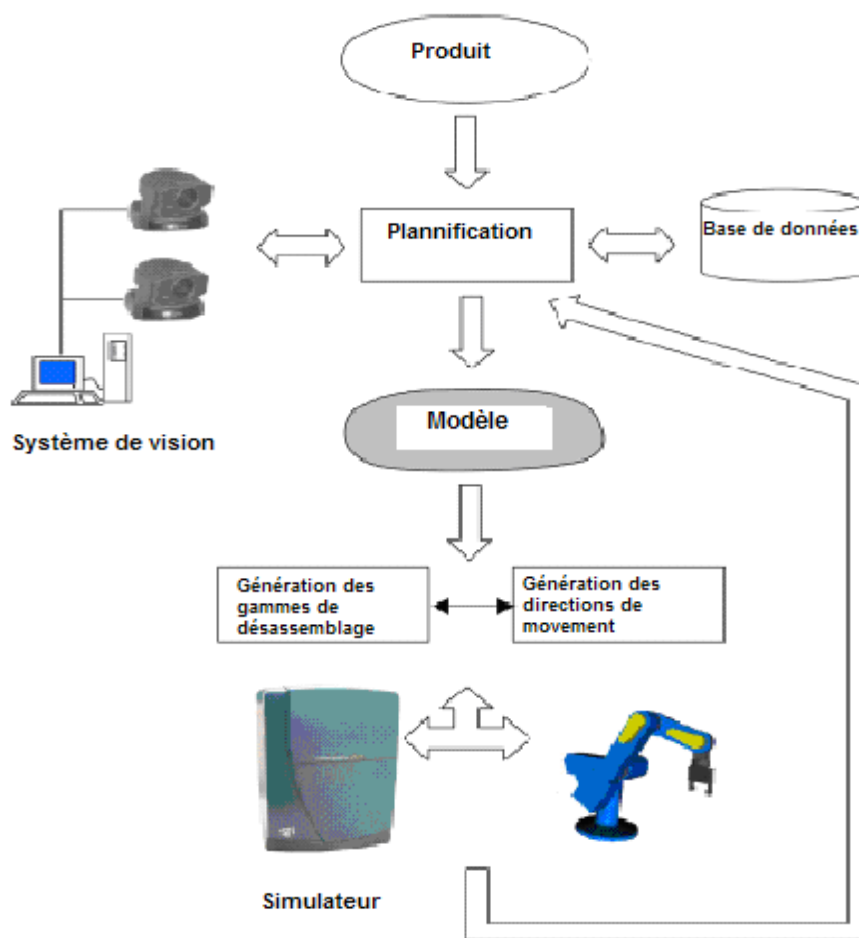 Produit
Plannification
Base de données
Système de vision
Modèle
Génération des
gammes de
désassemblage
Génération des
directions de
movement
Simulateur